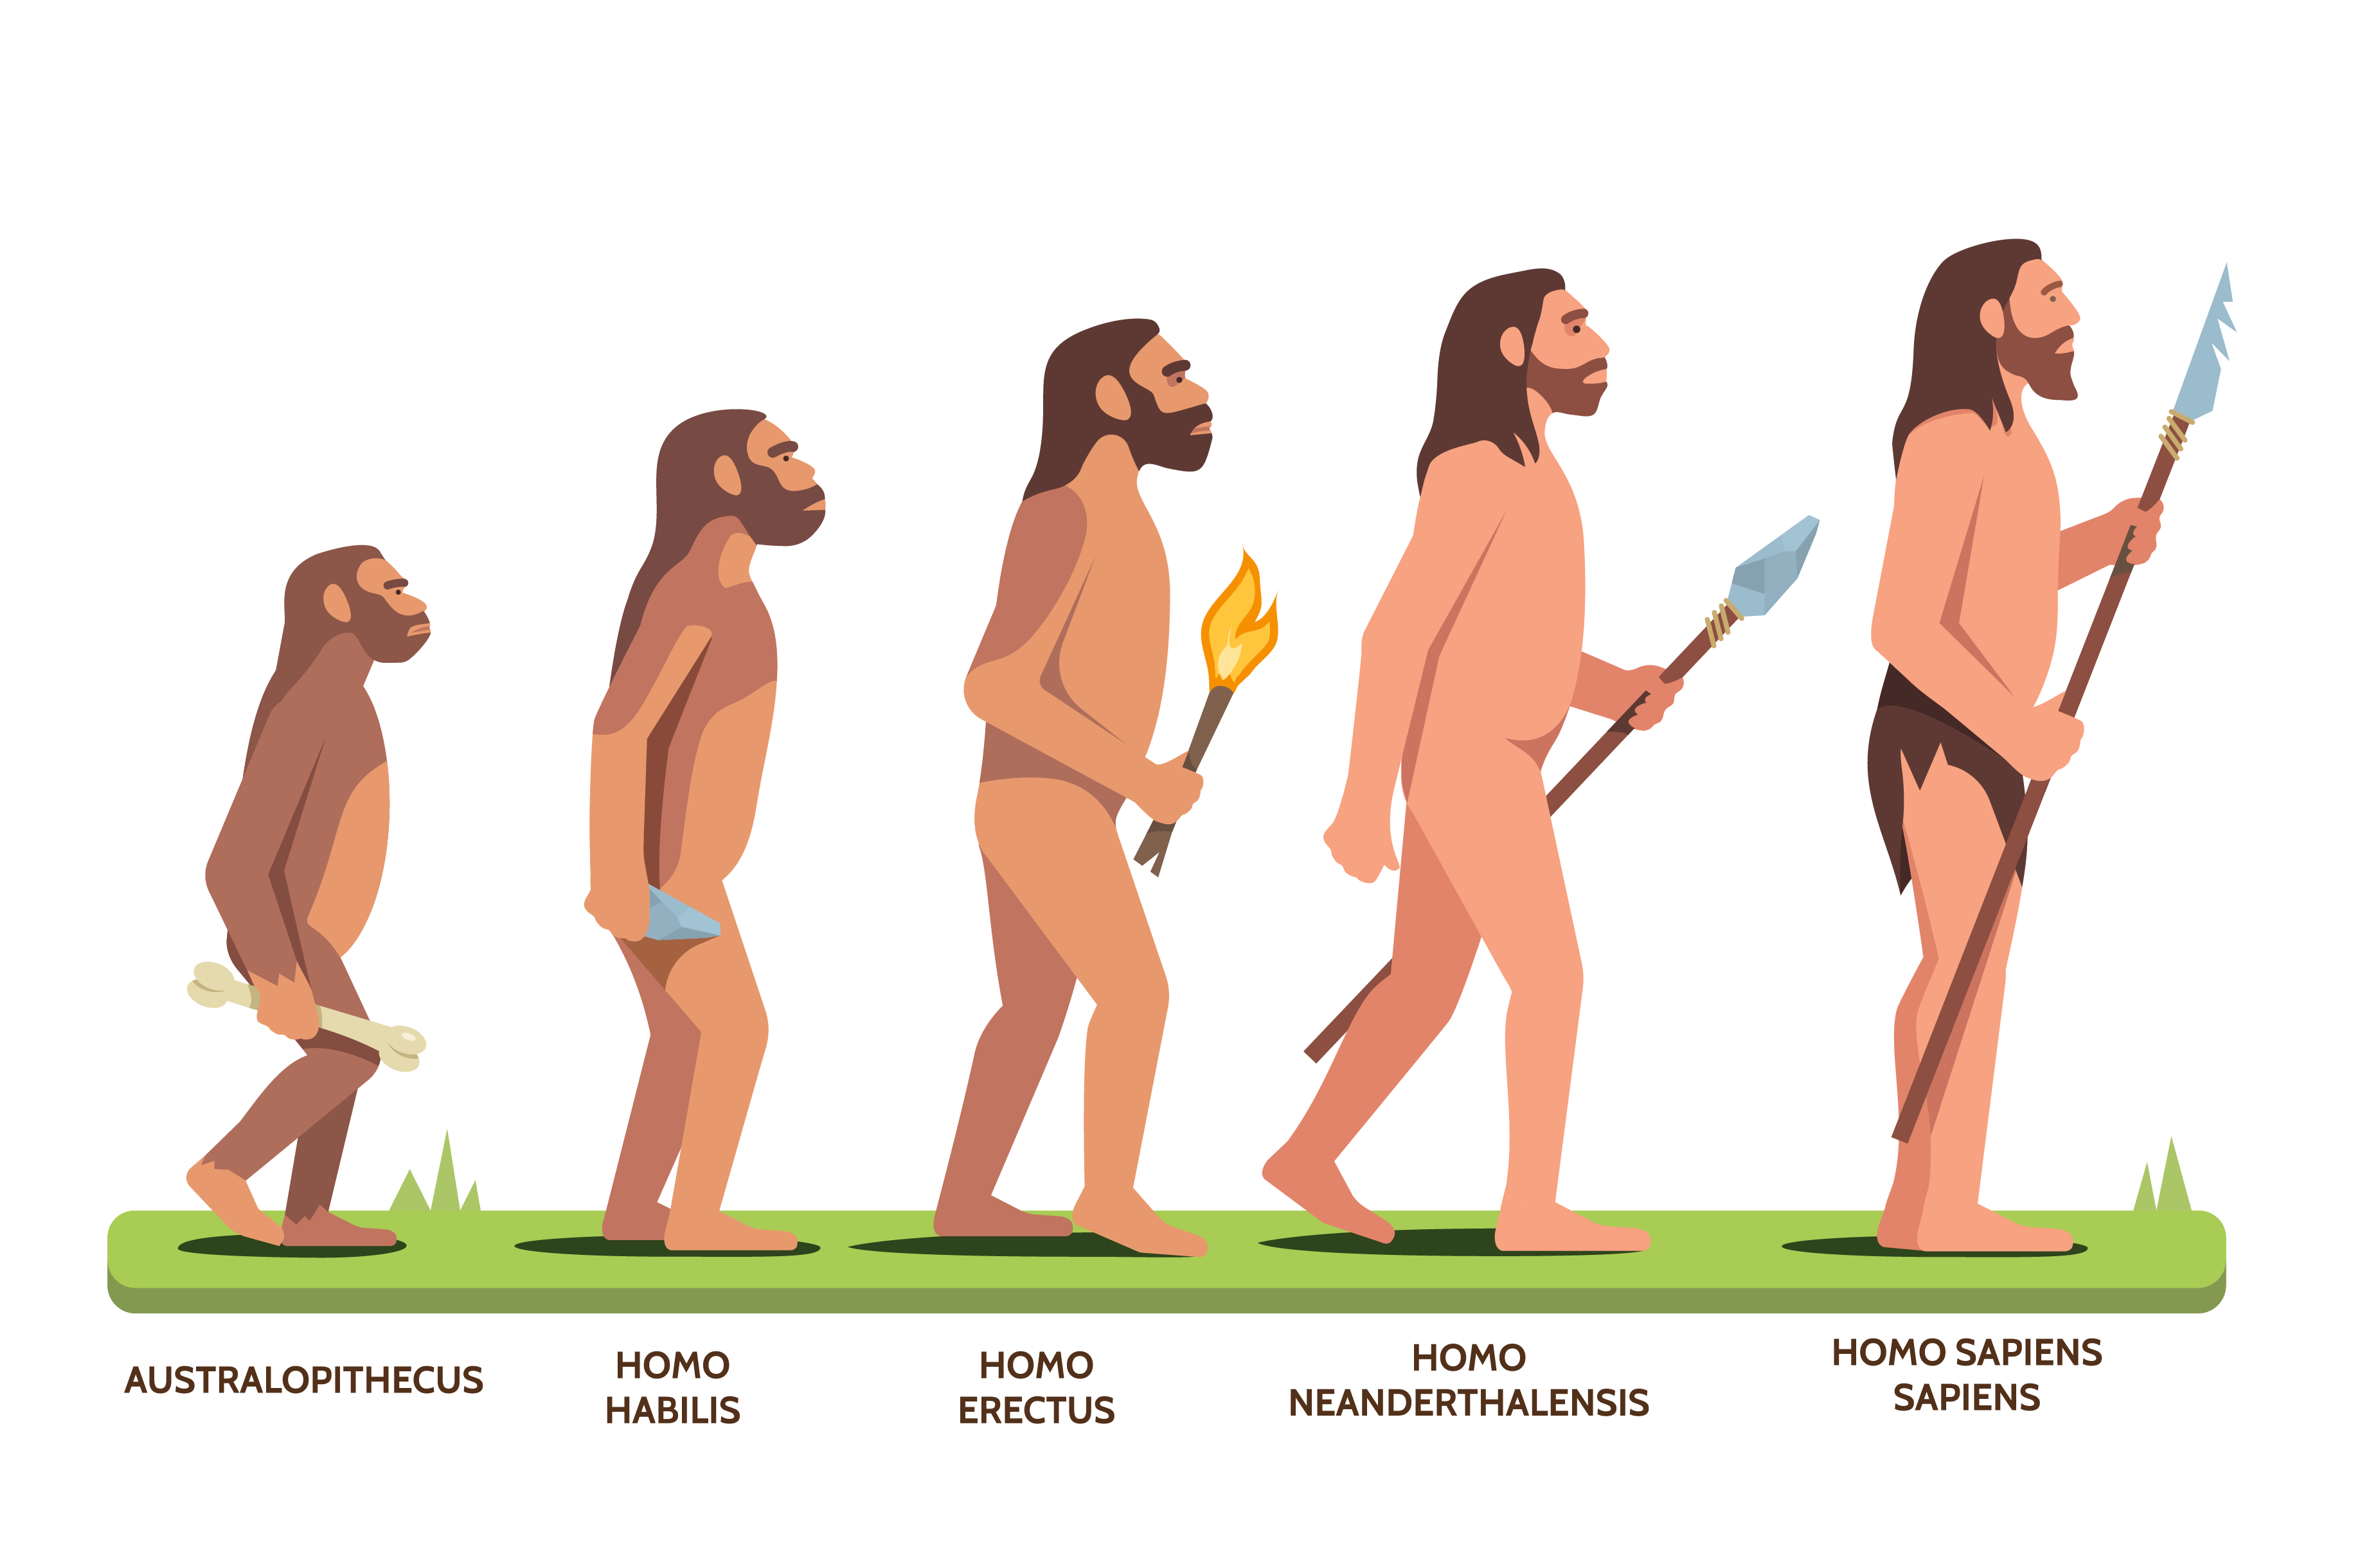 AUSTRALOPITHECUS
HOMO
HABILIS
HOMO
ERECTUS
HOMO
NEANDERTHALENSIS
HOMO SAPIENS
SAPIENS